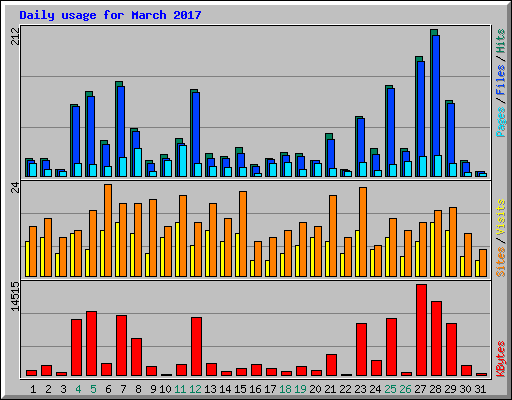 Daily usage for March 2017
212
Pages / Files / Hits
24
Sites / Visits
14515
KBytes
1 2 3 4 5 6 7 8 9 10 11 12 13 14 15 16 17 18 19 20 21 22 23 24 25 26 27 28 29 30 31